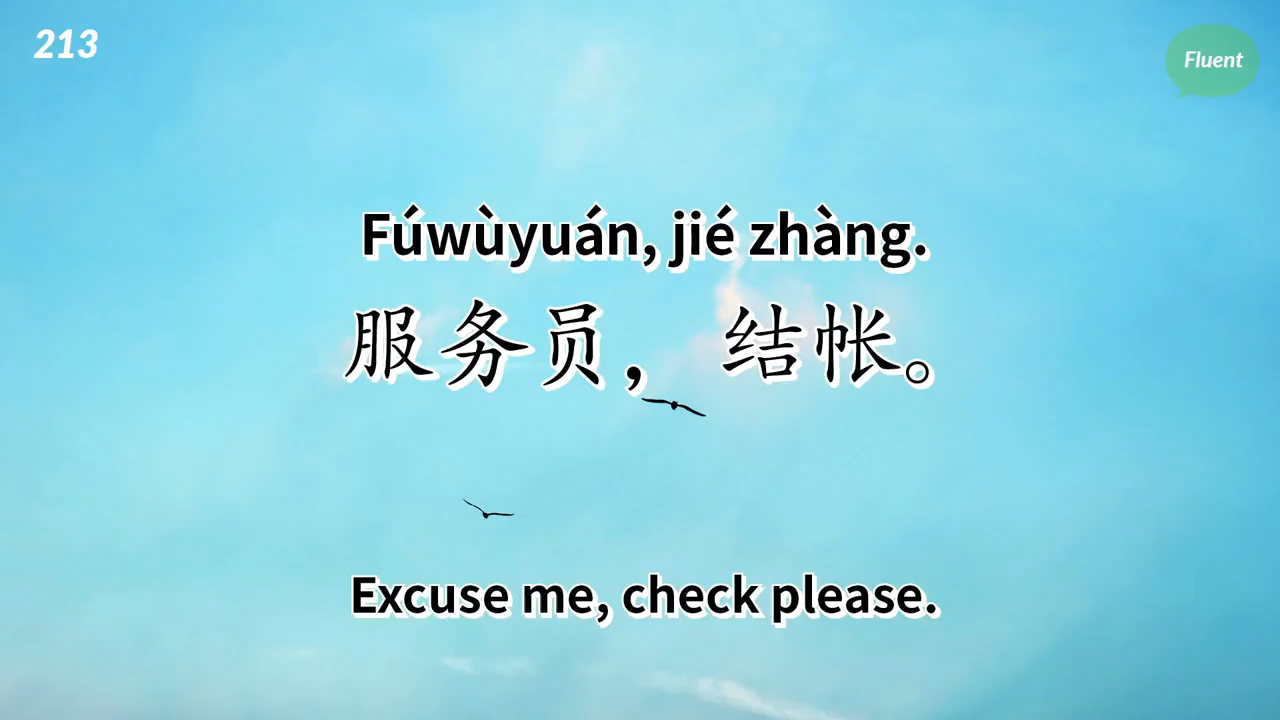 213
Fluent
Fúwùyuán, jié zhàng.
服务员，结帐。
Excuse me, check please.